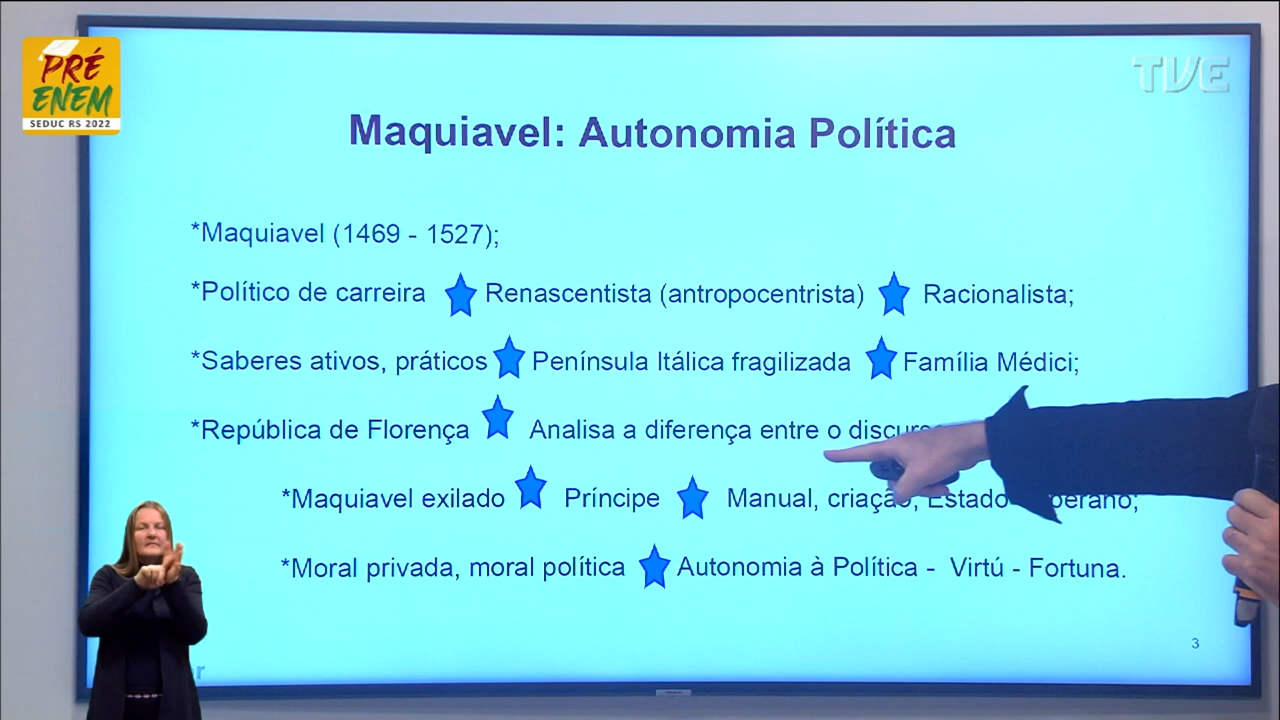 PRÉ
ENEM
SEDUC RS 2022
TVE
Maquiavel: Autonomia Política
*Maquiavel (1469 - 1527);
*Político de carreira Renascentista (antropocentrista) Racionalista;
*Saberes ativos, práticos Península Itálica fragilizada Família Médici;
*República de Florença Analisa a diferença entre o
*Maquiavel exilado Príncipe Manual, criação, Estado
*Moral privada, moral política Autonomia à Política - Virtú - Fortuna.
3